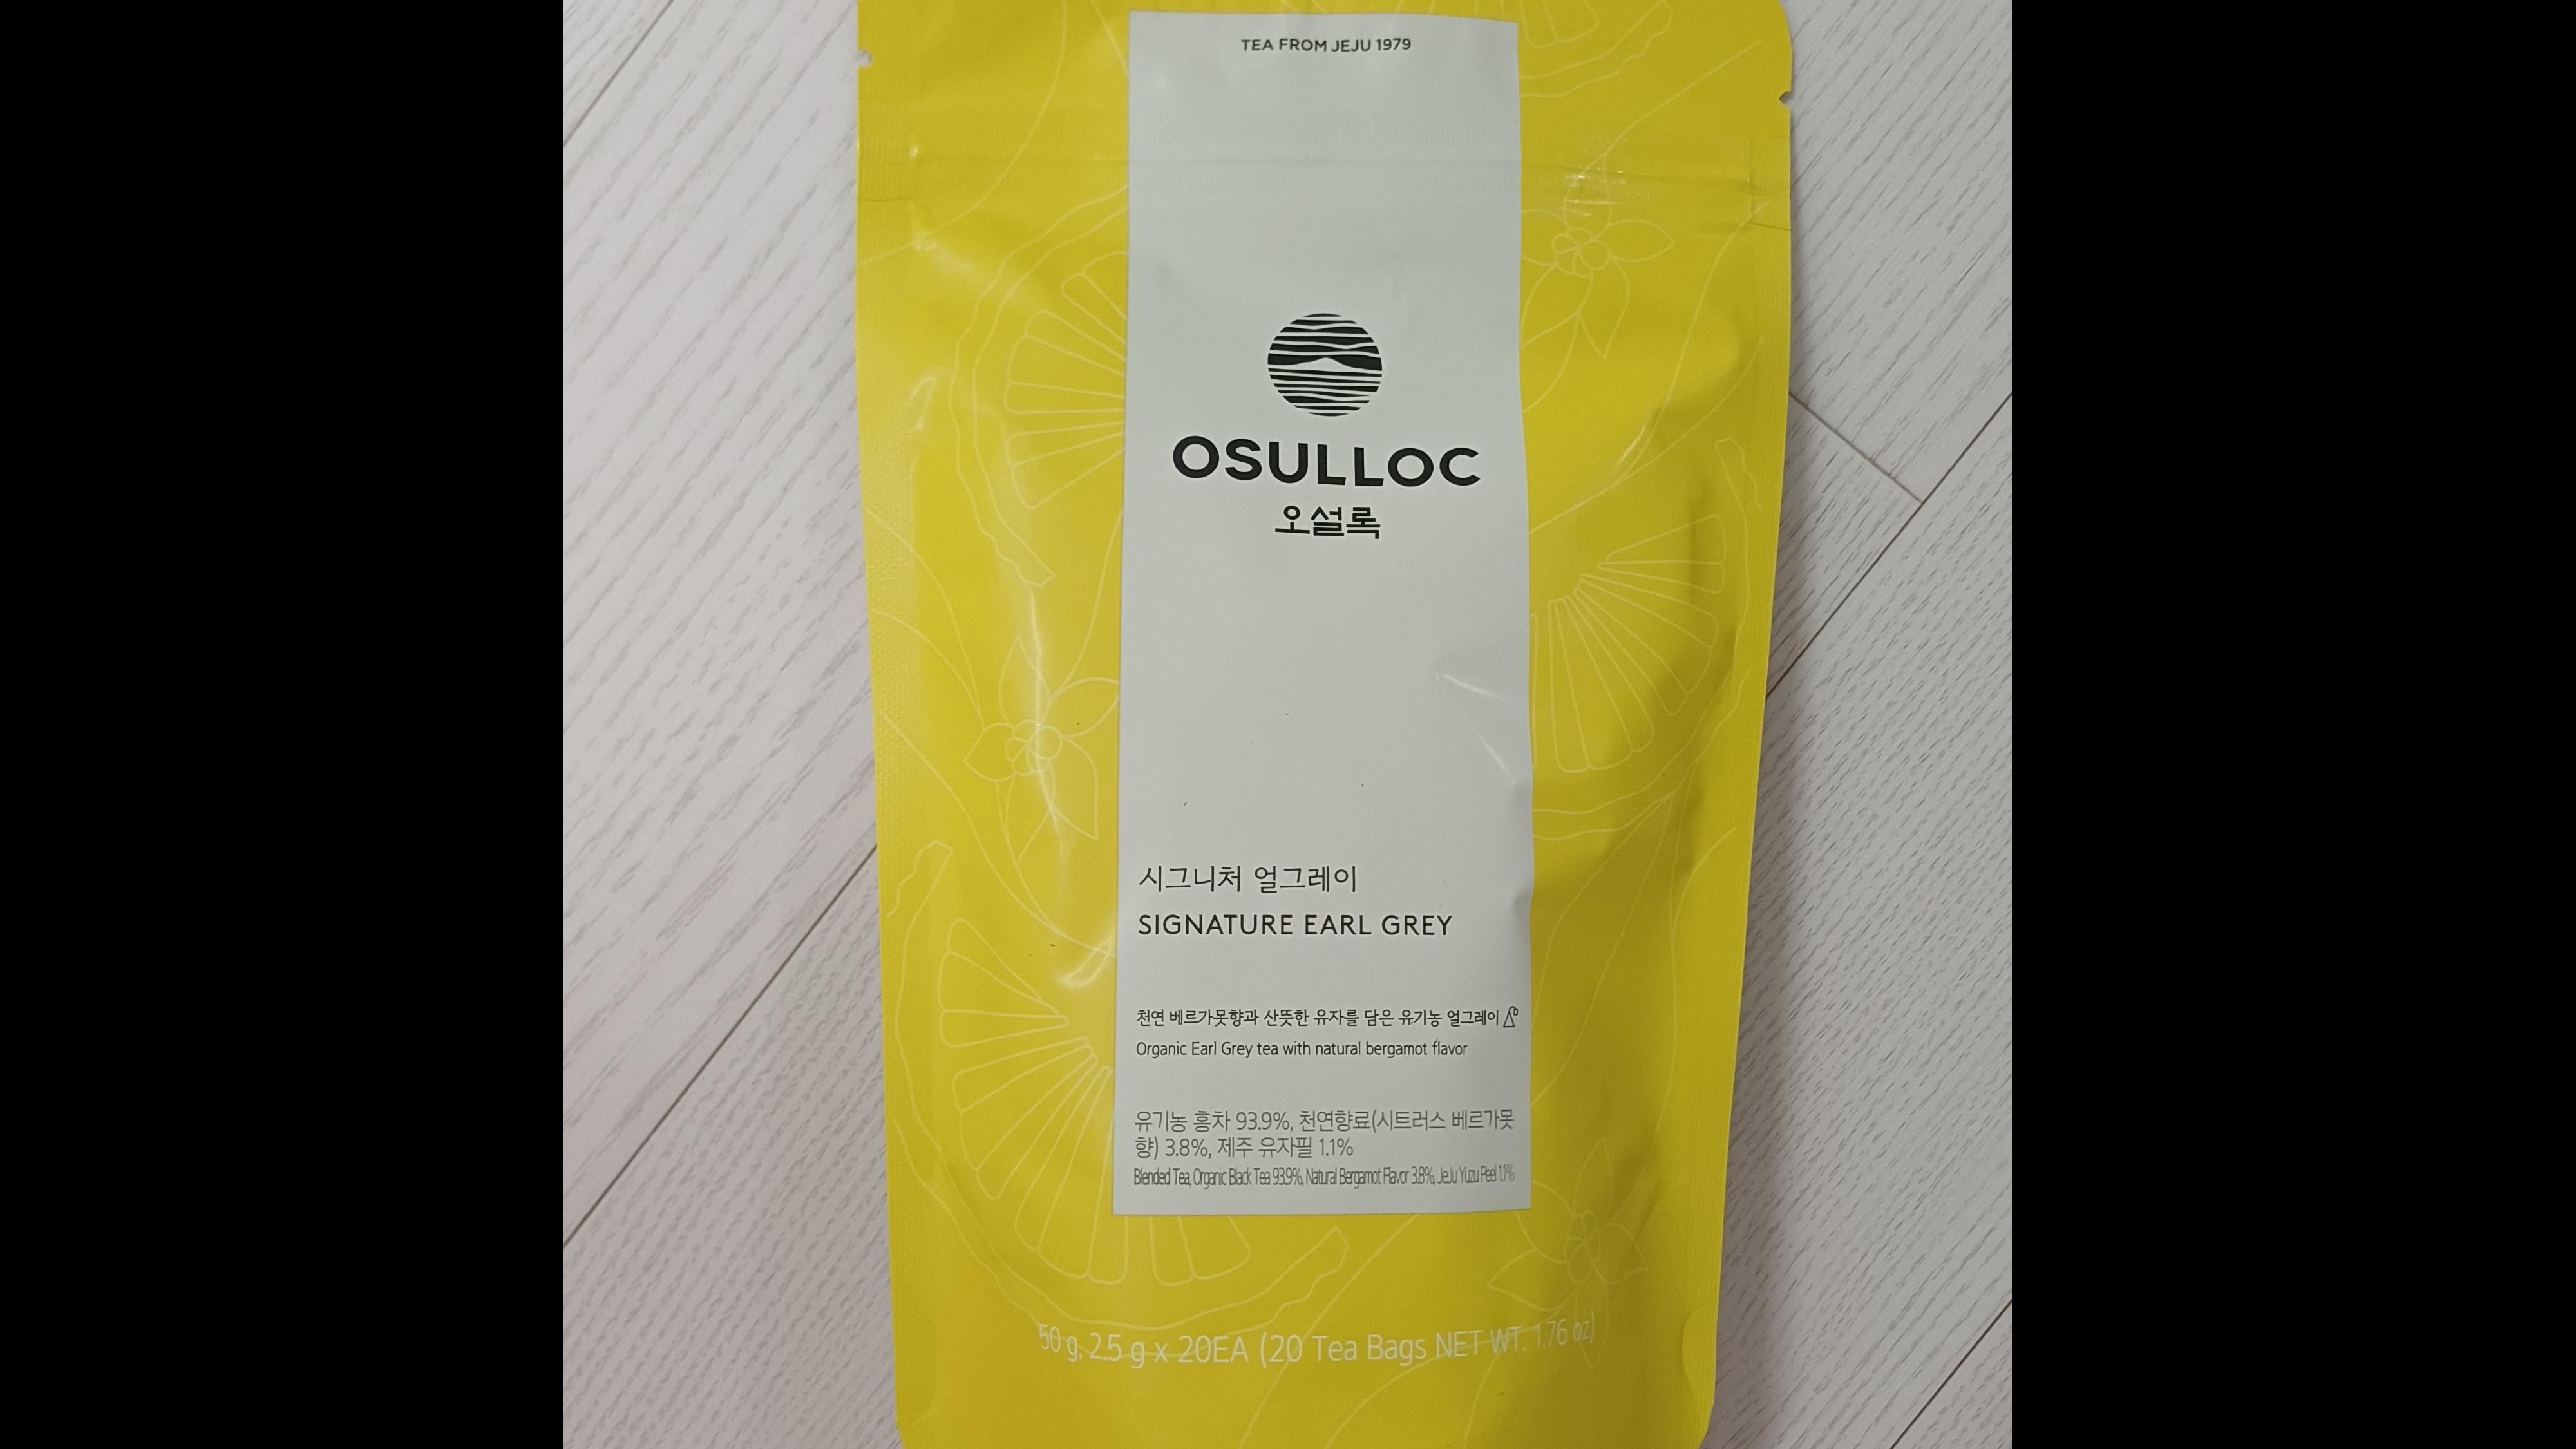 TEA FROM JEJU 1979
OSULLOC
오설록
시그니처 얼그레이
SIGNATURE EARL GREY
천연 베르가못향과 산뜻한 유자를 담은 유기농 얼그레이
Organic Earl Grey tea with natural bergamot flavor
유기농 홍차 93.9%, 천연향료(시트러스 베르가못
향) 3.8%, 제주 유자필 1.1%
Blended Tea, Organic Black Tea 93.9%, Natural Bergamot Flavor 3.8%, JeJu Yuzu Peel 1.1%
50 g, 2.5 g x 20EA (20 Tea Bags NET WT. 1.76 oz)